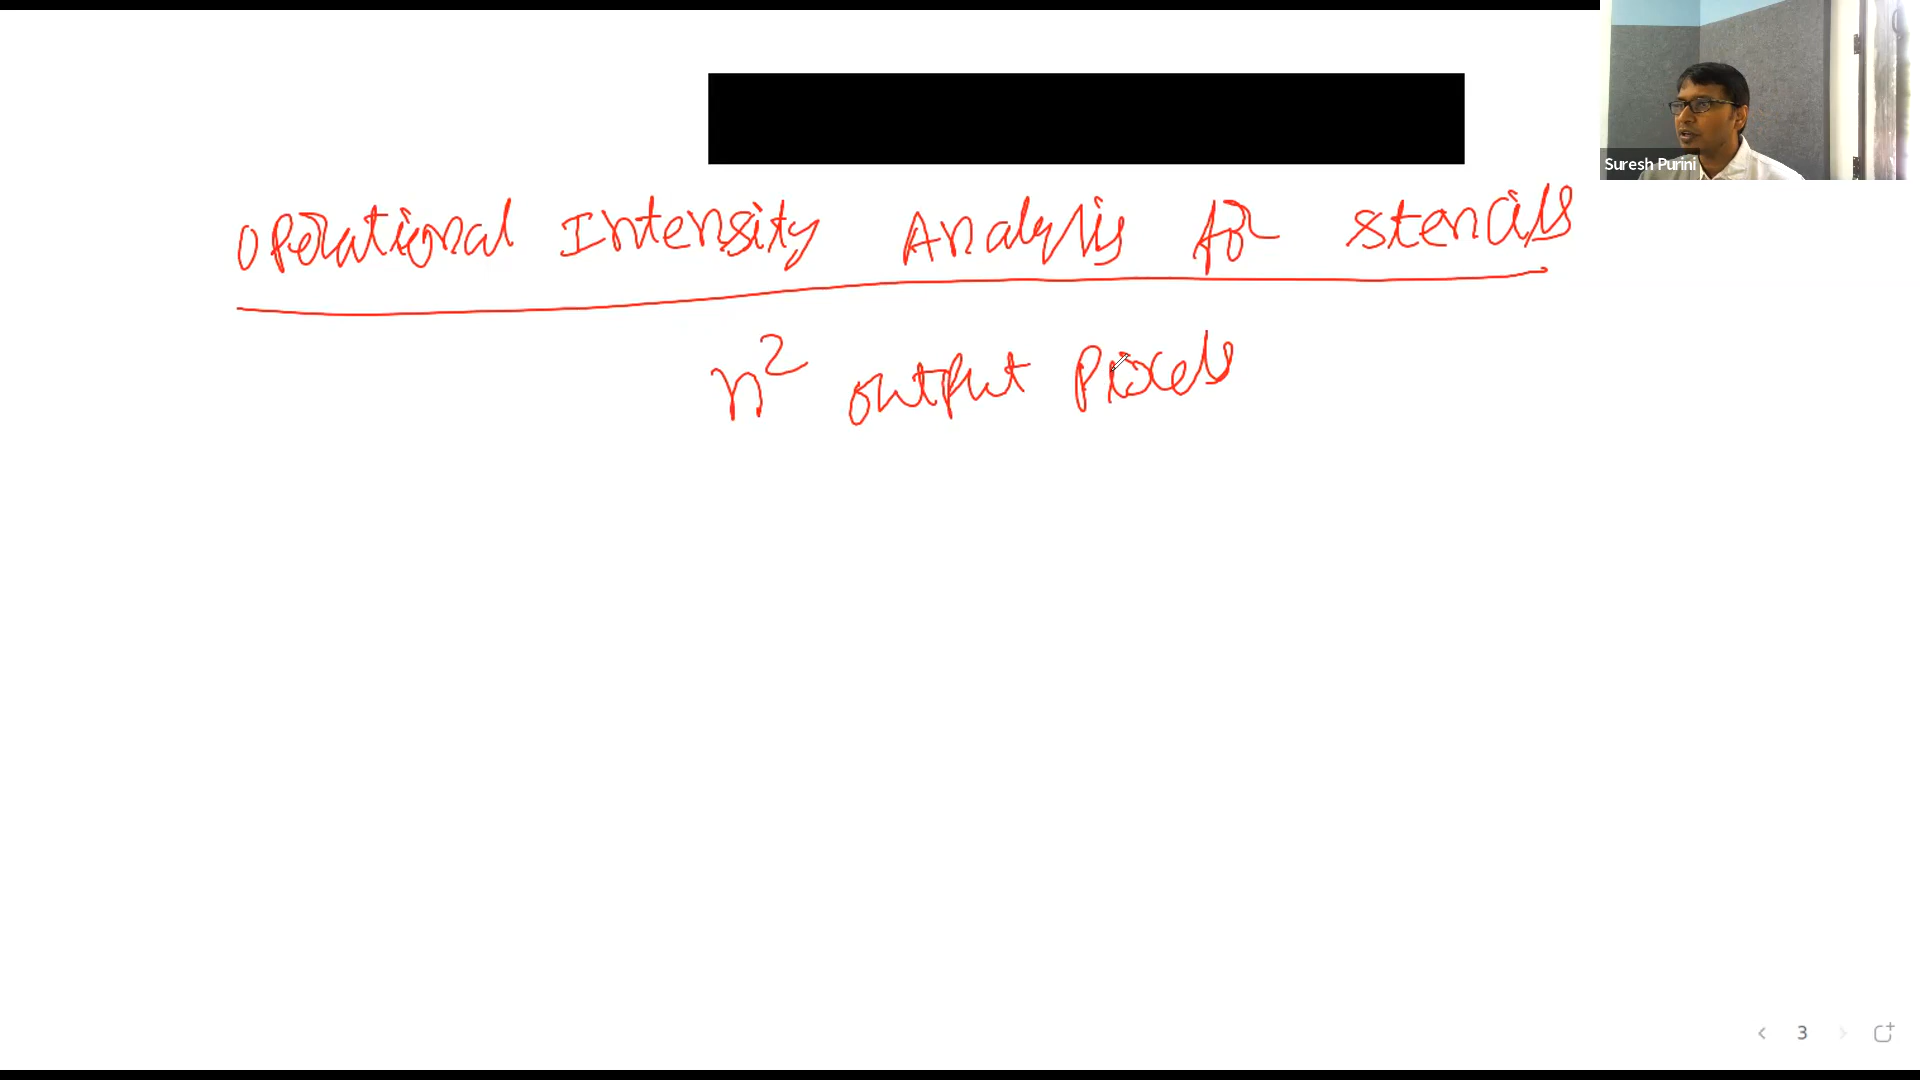 Suresh Purini
Operational Intensity Analysis for stencils
n² output pixels
3